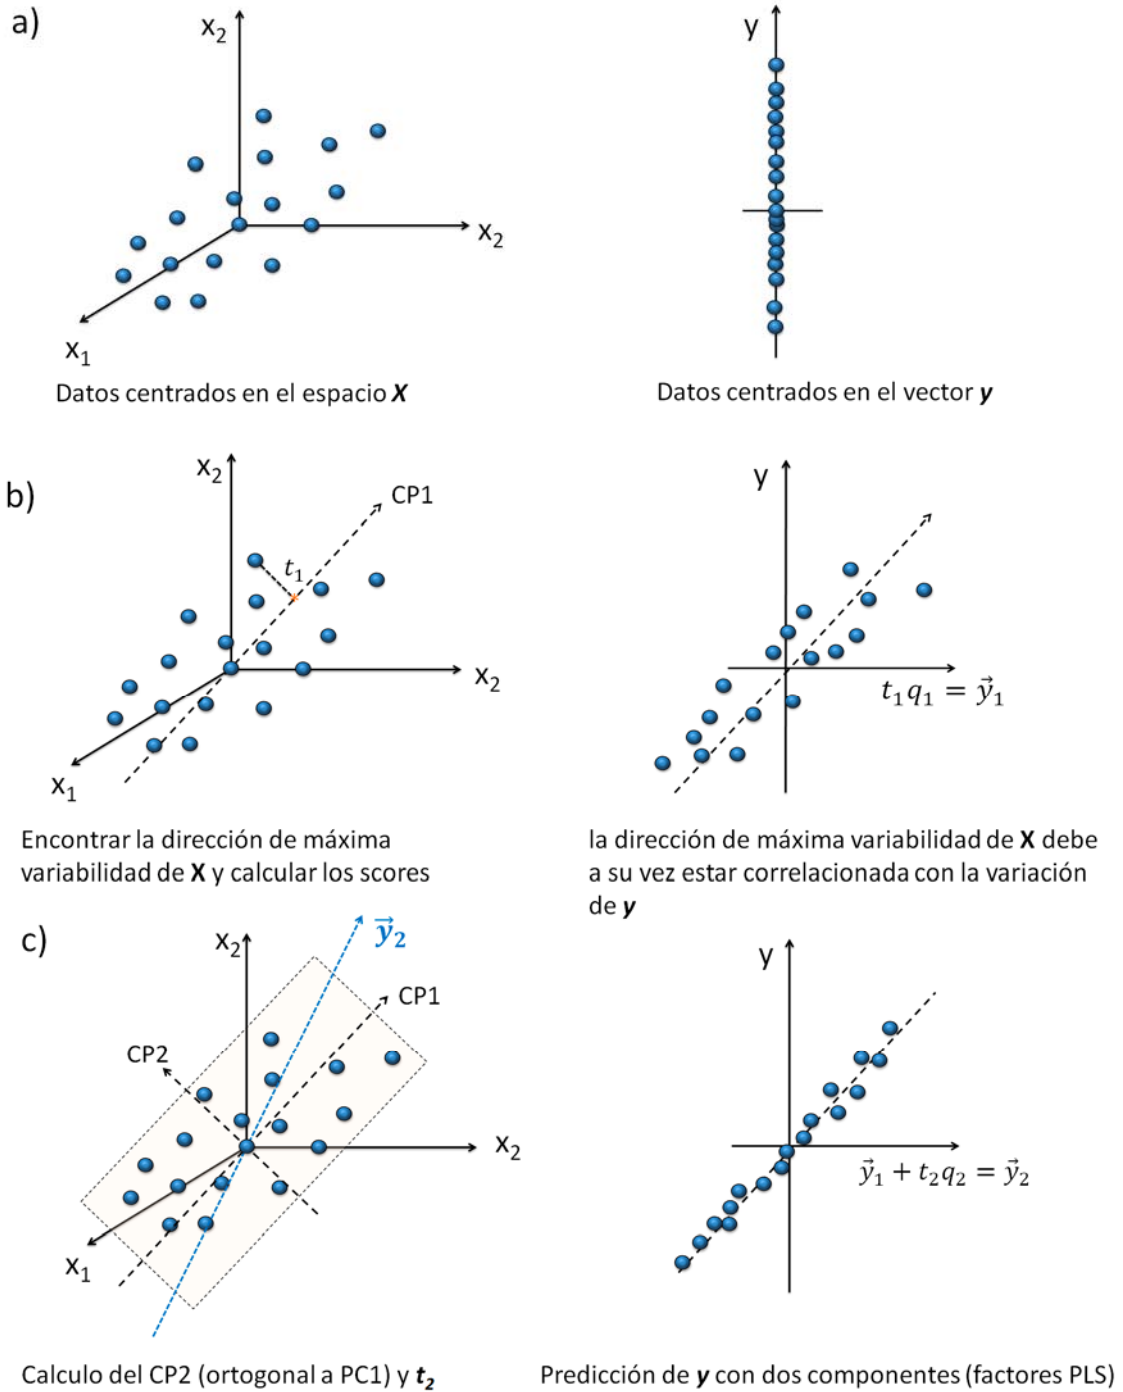 a)
x₂
x₂
x₁
Datos centrados en el espacio X
y
Datos centrados en el vector y
b)
x₂
CP1
t₁
x₂
x₁
Encontrar la dirección de máxima
variabilidad de X y calcular los scores
y
t₁q₁ = y⃗₁
la dirección de máxima variabilidad de X debe
a su vez estar correlacionada con la variación
de y
c)
x₂
y⃗₂
CP1
CP2
x₂
x₁
Calculo del CP2 (ortogonal a PC1) y t₂
y
y⃗₁ + t₂q₂ = y⃗₂
Predicción de y con dos componentes (factores PLS)